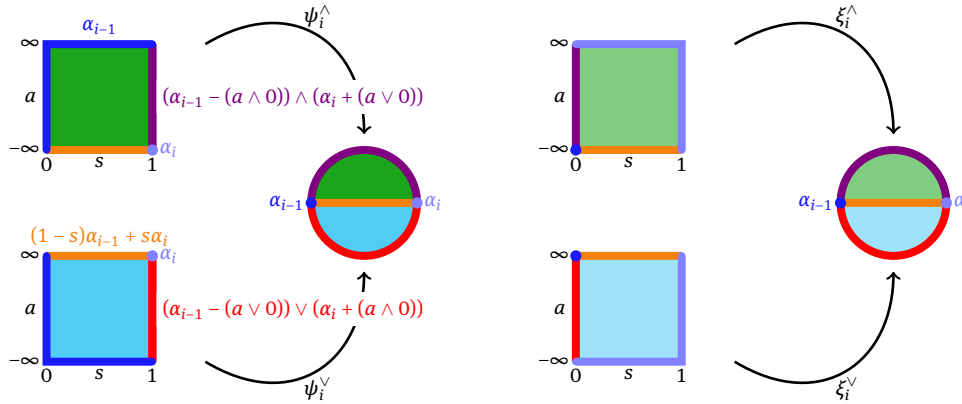 α_{i−1}
ψ_i^∧
∞
a
−∞
0
s
1
α_i
(α_{i−1} − (a ∧ 0)) ∧ (α_i + (a ∨ 0))
α_{i−1}
α_i
(1 − s)α_{i−1} + sα_i
∞
a
−∞
0
s
1
α_i
(α_{i−1} − (a ∨ 0)) ∨ (α_i + (a ∧ 0))
ψ_i^∨
ξ_i^∧
∞
a
−∞
0
s
1
α_{i−1}
∞
a
−∞
0
s
1
ξ_i^∨